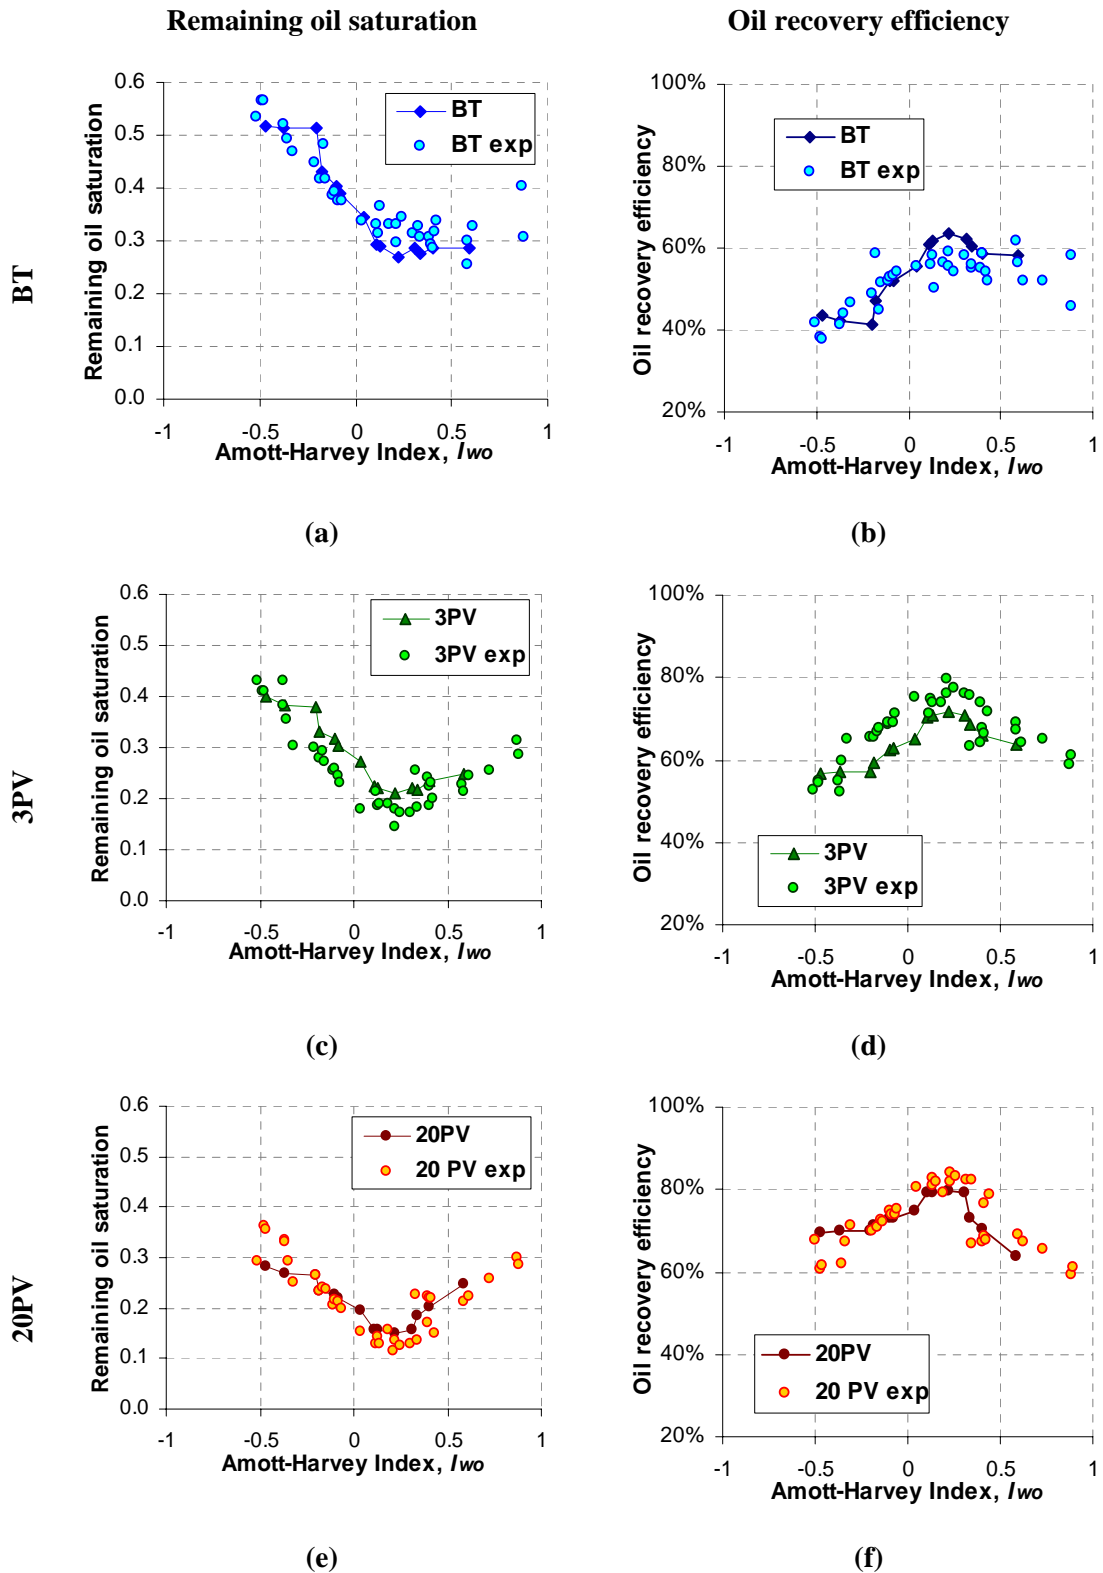 Remaining oil saturation
Oil recovery efficiency
BT
Remaining oil saturation
0.6
0.5
0.4
0.3
0.2
0.1
0.0
BT
BT exp
-1
-0.5
0
0.5
1
Amott-Harvey Index, Iwo
(a)
Oil recovery efficiency
100%
80%
60%
40%
20%
BT
BT exp
-1
-0.5
0
0.5
1
Amott-Harvey Index, Iwo
(b)
3PV
Remaining oil saturation
0.6
0.5
0.4
0.3
0.2
0.1
0.0
3PV
3PV exp
-1
-0.5
0
0.5
1
Amott-Harvey Index, Iwo
(c)
Oil recovery efficiency
100%
80%
60%
40%
20%
3PV
3PV exp
-1
-0.5
0
0.5
1
Amott-Harvey Index, Iwo
(d)
20PV
Remaining oil saturation
0.6
0.5
0.4
0.3
0.2
0.1
0.0
20PV
20 PV exp
-1
-0.5
0
0.5
1
Amott-Harvey Index, Iwo
(e)
Oil recovery efficiency
100%
80%
60%
40%
20%
20PV
20 PV exp
-1
-0.5
0
0.5
1
Amott-Harvey Index, Iwo
(f)